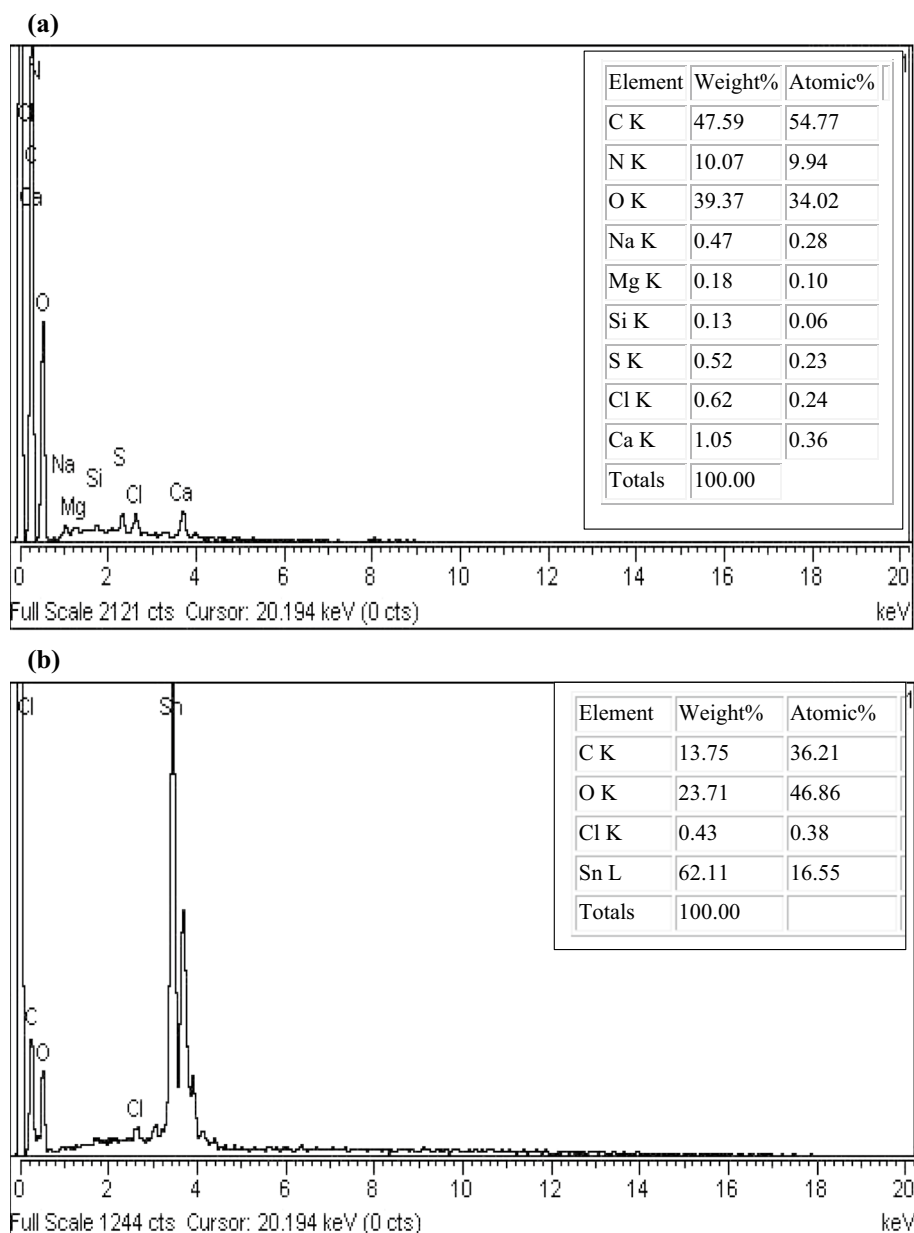 (a)
N
Cl
C
Ca
O
Na
Mg
Si
S
Cl
Ca
Element Weight% Atomic%
C K 47.59 54.77
N K 10.07 9.94
O K 39.37 34.02
Na K 0.47 0.28
Mg K 0.18 0.10
Si K 0.13 0.06
S K 0.52 0.23
Cl K 0.62 0.24
Ca K 1.05 0.36
Totals 100.00
0 2 4 6 8 10 12 14 16 18 20
Full Scale 2121 cts Cursor: 20.194 keV (0 cts) keV
(b)
Cl
Sn
C
O
Cl
Element Weight% Atomic%
C K 13.75 36.21
O K 23.71 46.86
Cl K 0.43 0.38
Sn L 62.11 16.55
Totals 100.00
0 2 4 6 8 10 12 14 16 18 20
Full Scale 1244 cts Cursor: 20.194 keV (0 cts) keV